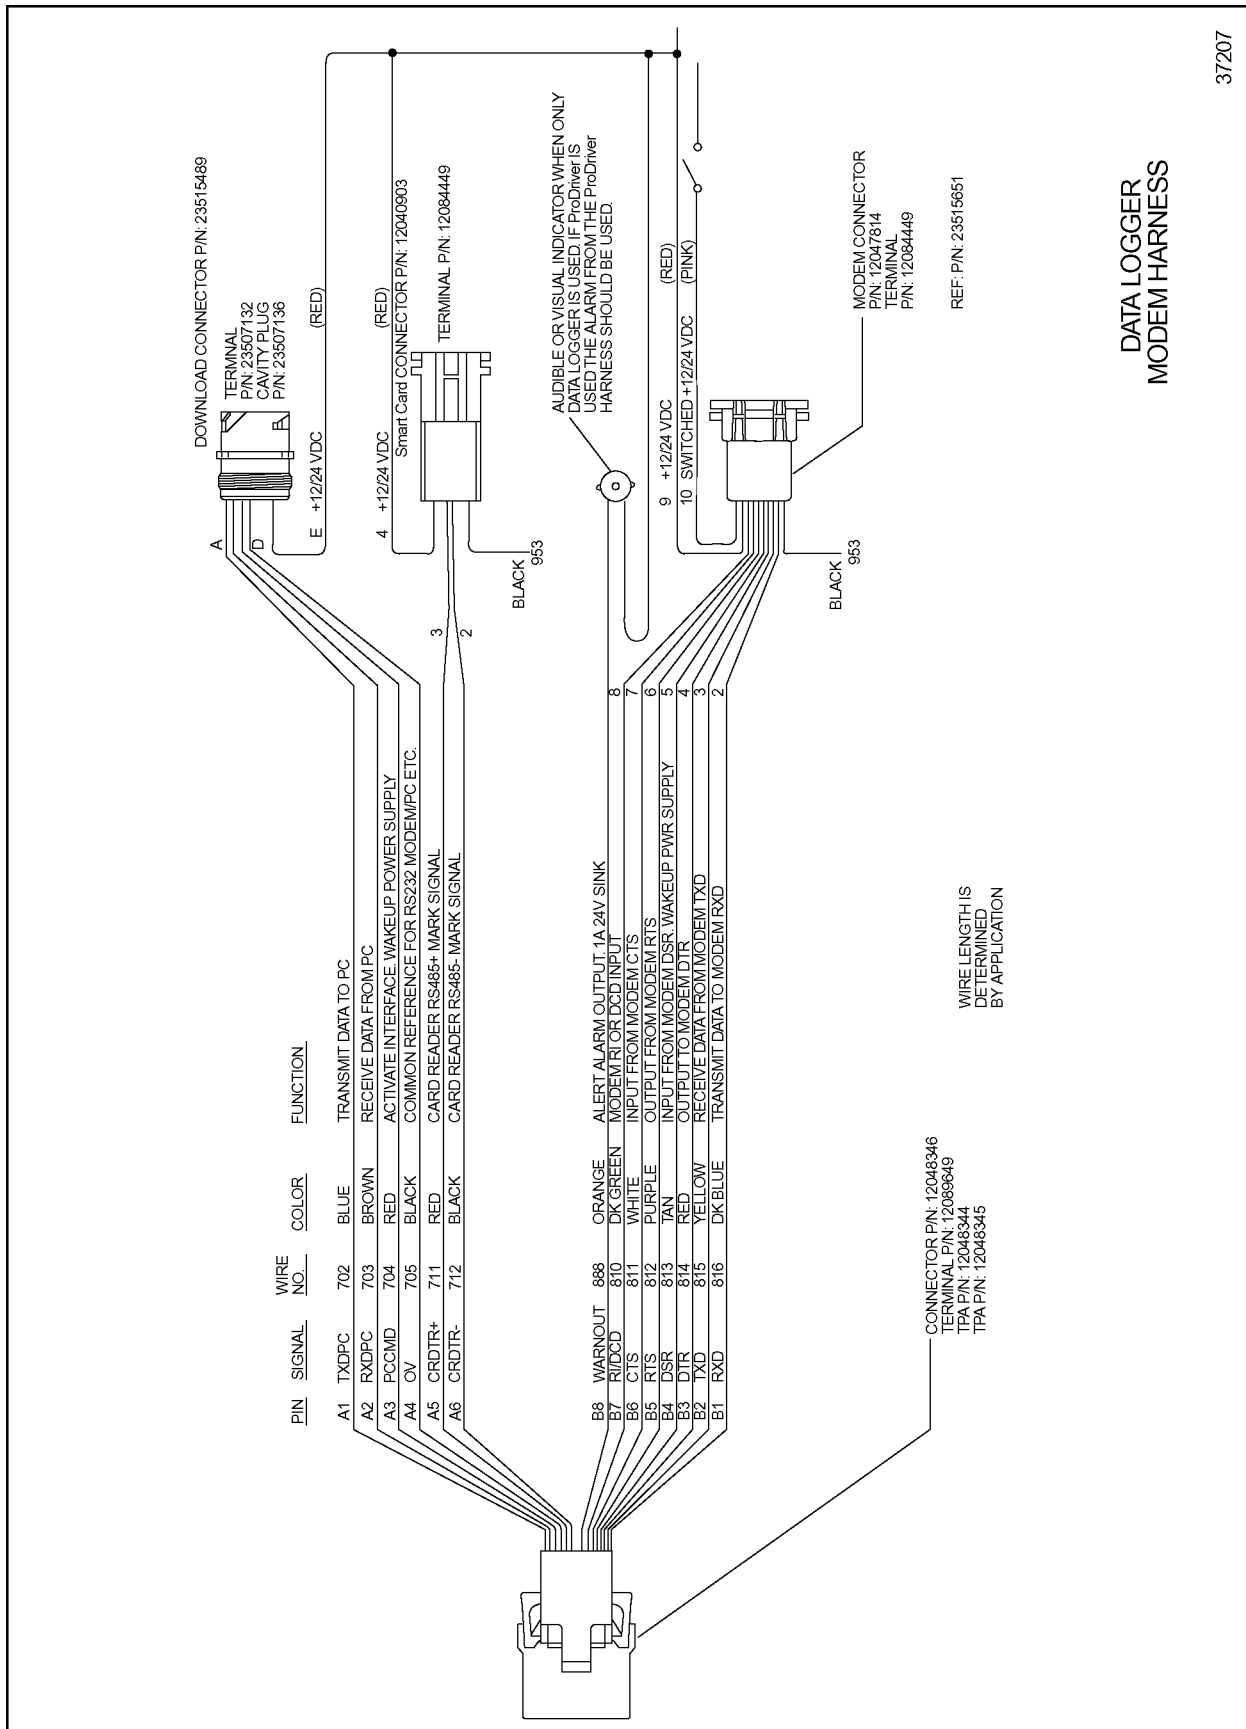 37207
DOWNLOAD CONNECTOR P/N: 23515489
TERMNAL
P/N: 23507132
CAVITY PLUG
P/N: 23507136
A
D
E +12/24 VDC (RED)
4 +12/24 VDC (RED)
Smart Card CONNECTOR P/N: 12040903
TERMINAL P/N: 12084449
3
2
BLACK
953
AUDIBLE OR VISUAL INDICATOR WHEN ONLY
DATA LOGGER IS USED. IF ProDriver IS
USED THE ALARM FROM THE ProDriver
HARNESS SHOULD BE USED.
9 +12/24 VDC (RED)
10 SWITCHED +12/24 VDC (PINK)
BLACK
953
MODEM CONNECTOR
P/N: 12047814
TERMINAL
P/N: 12084449
REF: P/N: 23515651
PIN SIGNAL WIRE NO. COLOR FUNCTION
A1 TXDPC 702 BLUE TRANSMIT DATA TO PC
A2 RXDPC 703 BROWN RECEIVE DATA FROM PC
A3 PCCMD 704 RED ACTIVATE INTERFACE. WAKEUP POWER SUPPLY
A4 OV 705 BLACK COMMON REFERENCE FOR RS232 MODEM/PC ETC.
A5 CRDTR+ 711 RED CARD READER RS485+ MARK SIGNAL
A6 CRDTR- 712 BLACK CARD READER RS485- MARK SIGNAL
B8 WARNOUT 888 ORANGE ALERT ALARM OUTPUT. 1A 24V SINK
B7 RI/DCD 810 DK GREEN MODEM RI OR DCD INPUT 8
B6 CTS 811 WHITE INPUT FROM MODEM CTS 7
B5 RTS 812 PURPLE OUTPUT FROM MODEM RTS 6
B4 DSR 813 TAN INPUT FROM MODEM DSR. WAKEUP PWR SUPPLY 5
B3 DTR 814 RED OUTPUT TO MODEM DTR 4
B2 TXD 815 YELLOW RECEIVE DATA FROM MODEM TXD 3
B1 RXD 816 DK BLUE TRANSMIT DATA TO MODEM RXD 2
CONNECTOR P/N: 12048346
TERMINAL P/N: 12089649
TPA P/N: 12048344
TPA P/N: 12048345
WIRE LENGTH IS
DETERMINED
BY APPLICATION
DATA LOGGER
MODEM HARNESS